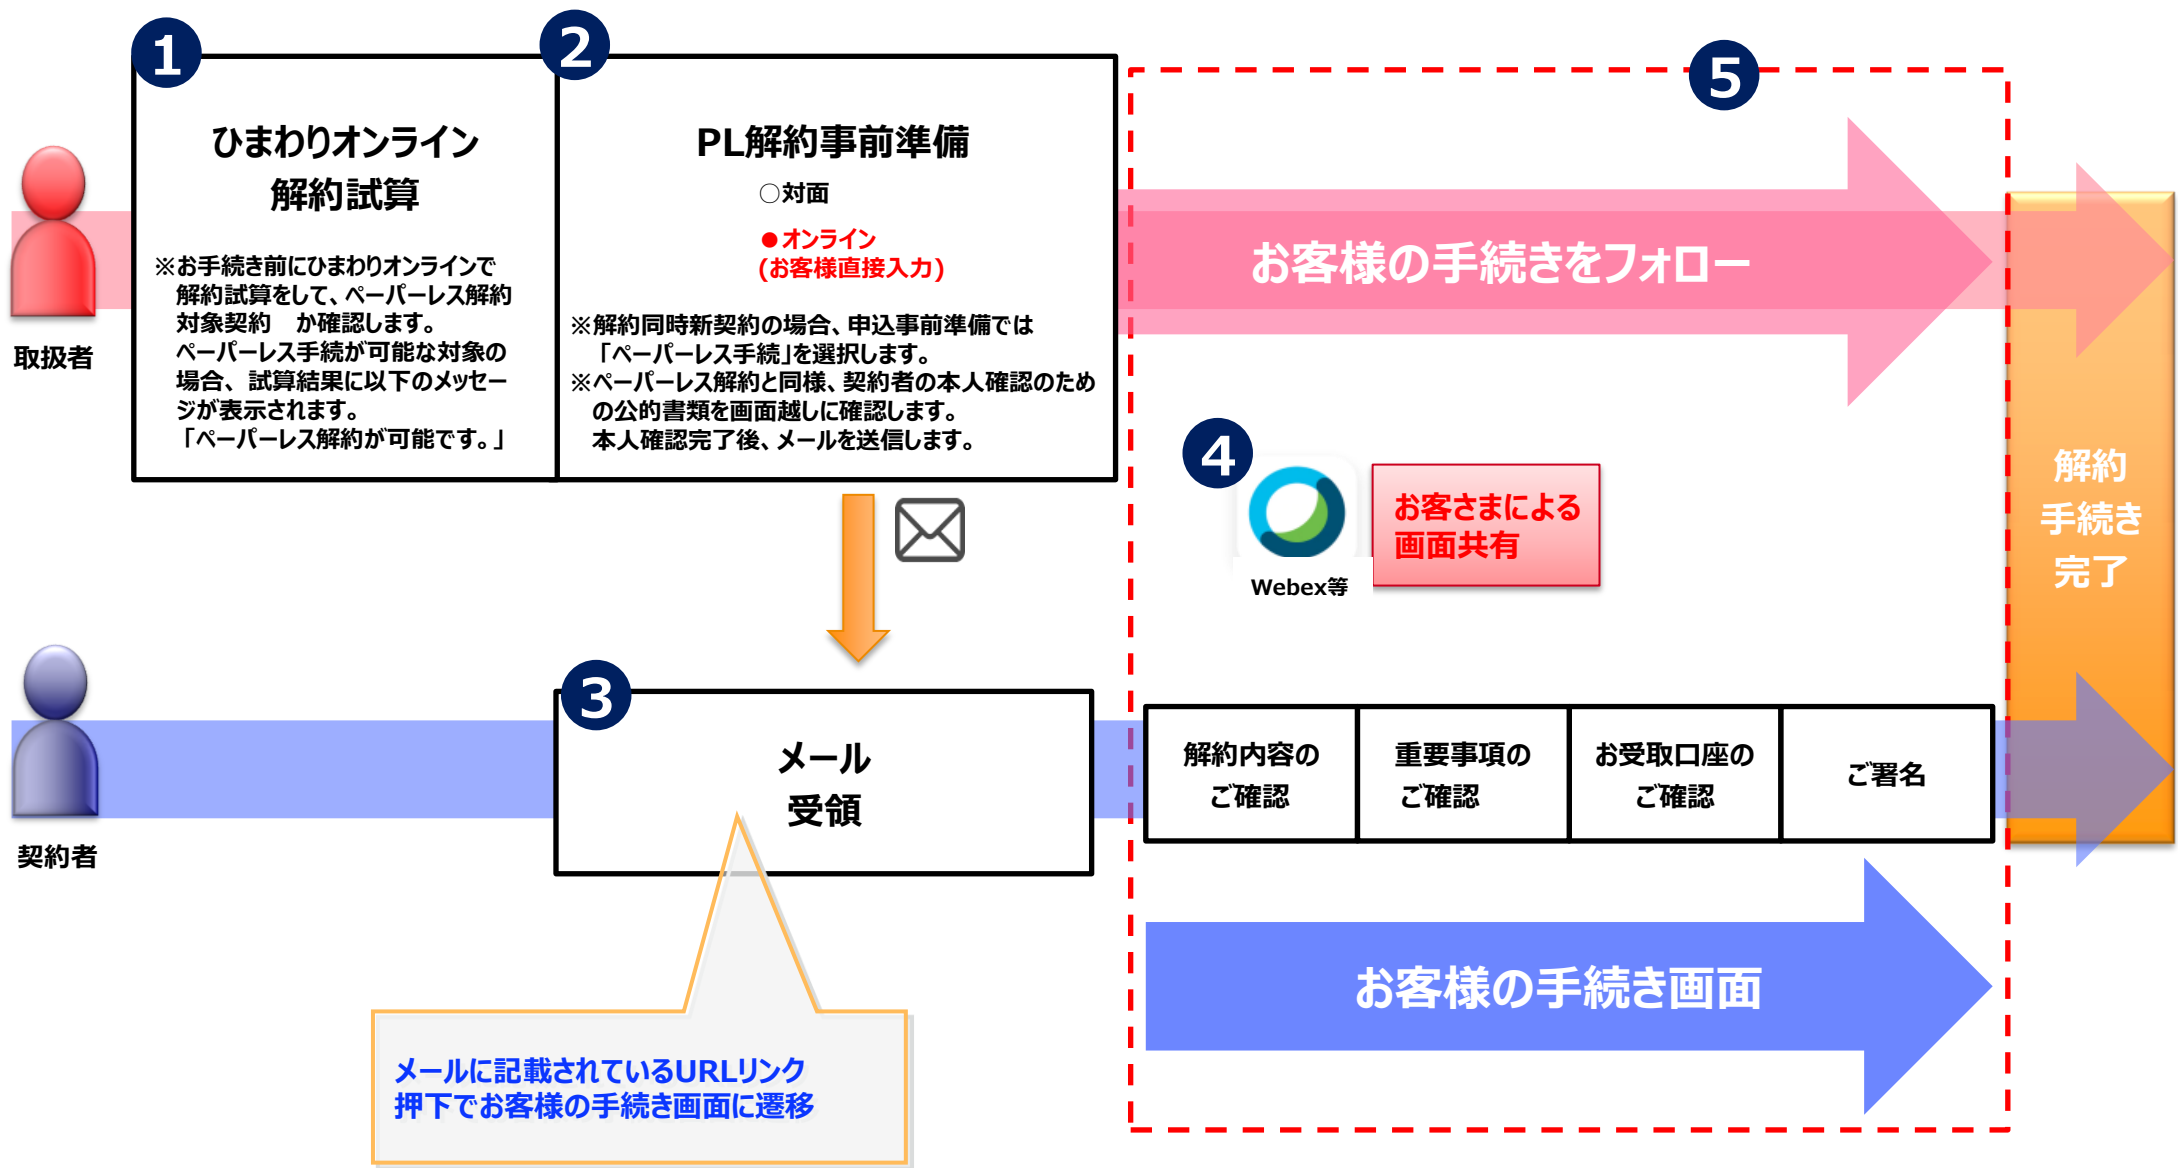 1
ひまわりオンライン
解約試算
※お手続き前にひまわりオンラインで
解約試算をして、ペーパーレス解約
対象契約　か確認します。
ペーパーレス手続が可能な対象の
場合、試算結果に以下のメッセー
ジが表示されます。
「ペーパーレス解約が可能です。」
2
PL解約事前準備
○対面
●オンライン
(お客様直接入力)
※解約同時新契約の場合、申込事前準備では
「ペーパーレス手続」を選択します。
※ペーパーレス解約と同様、契約者の本人確認のため
の公的書類を画面越しに確認します。
本人確認完了後、メールを送信します。
取扱者
5
お客様の手続きをフォロー
4
Webex等
お客さまによる
画面共有
解約
手続き
完了
契約者
3
メール
受領
解約内容の
ご確認
重要事項の
ご確認
お受取口座の
ご確認
ご署名
お客様の手続き画面
メールに記載されているURLリンク
押下でお客様の手続き画面に遷移